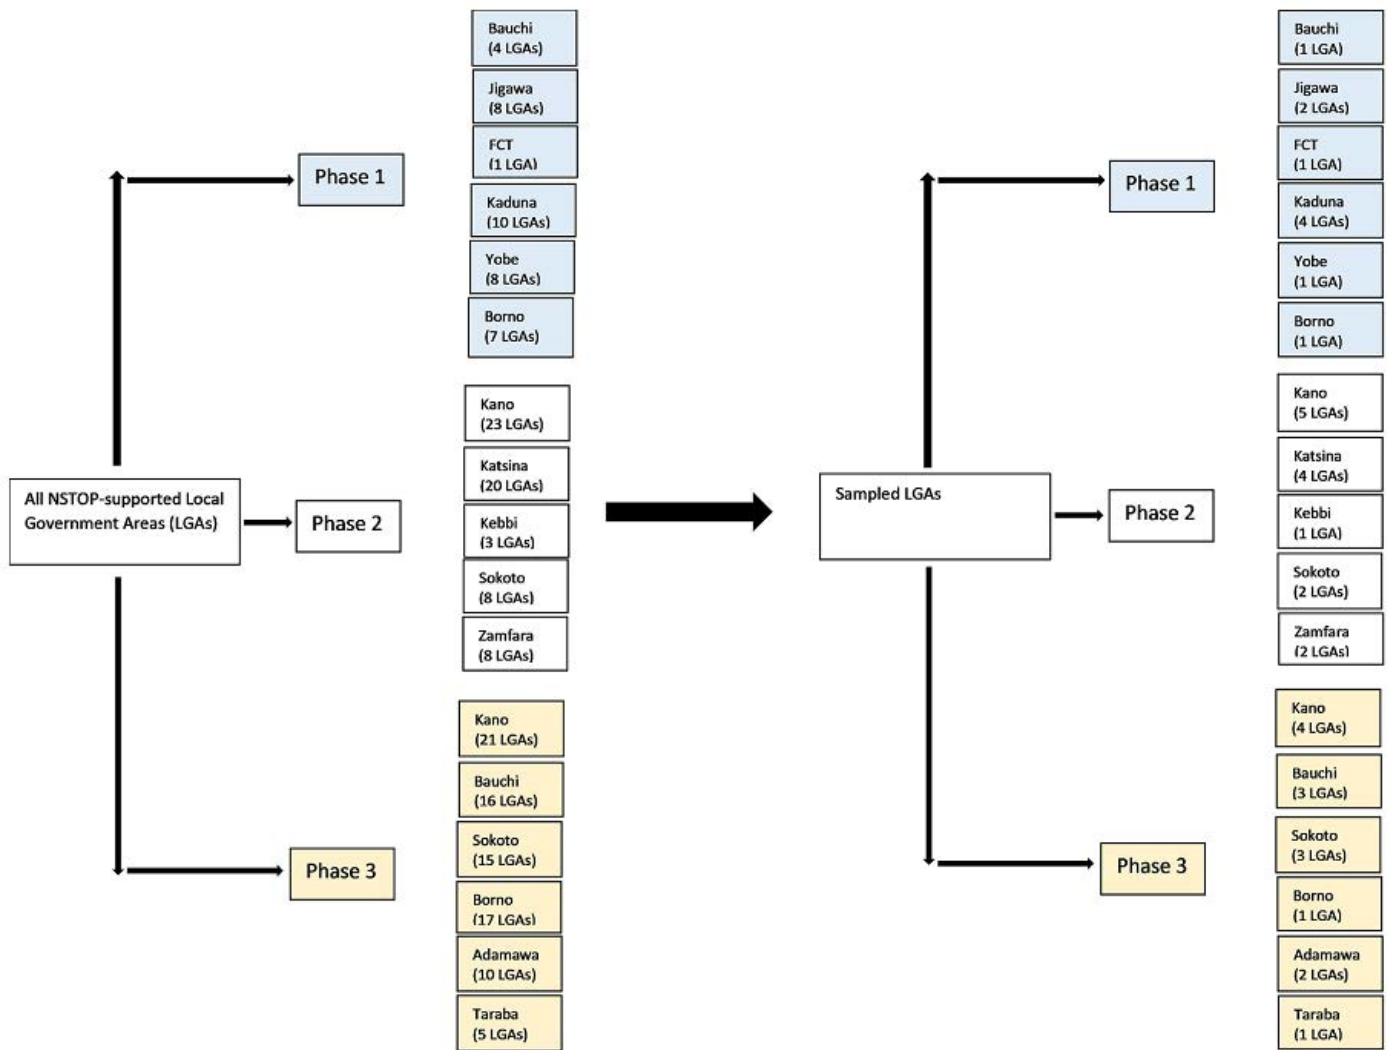 All NSTOP-supported Local
Government Areas (LGAs)
Phase 1
Bauchi
(4 LGAs)
Jigawa
(8 LGAs)
FCT
(1 LGA)
Kaduna
(10 LGAs)
Yobe
(8 LGAs)
Borno
(7 LGAs)
Phase 2
Kano
(23 LGAs)
Katsina
(20 LGAs)
Kebbi
(3 LGAs)
Sokoto
(8 LGAs)
Zamfara
(8 LGAs)
Phase 3
Kano
(21 LGAs)
Bauchi
(16 LGAs)
Sokoto
(15 LGAs)
Borno
(17 LGAs)
Adamawa
(10 LGAs)
Taraba
(5 LGAs)
Sampled LGAs
Phase 1
Bauchi
(1 LGA)
Jigawa
(2 LGAs)
FCT
(1 LGA)
Kaduna
(4 LGAs)
Yobe
(1 LGA)
Borno
(1 LGA)
Phase 2
Kano
(5 LGAs)
Katsina
(4 LGAs)
Kebbi
(1 LGA)
Sokoto
(2 LGAs)
Zamfara
(2 LGAs)
Phase 3
Kano
(4 LGAs)
Bauchi
(3 LGAs)
Sokoto
(3 LGAs)
Borno
(1 LGA)
Adamawa
(2 LGAs)
Taraba
(1 LGA)